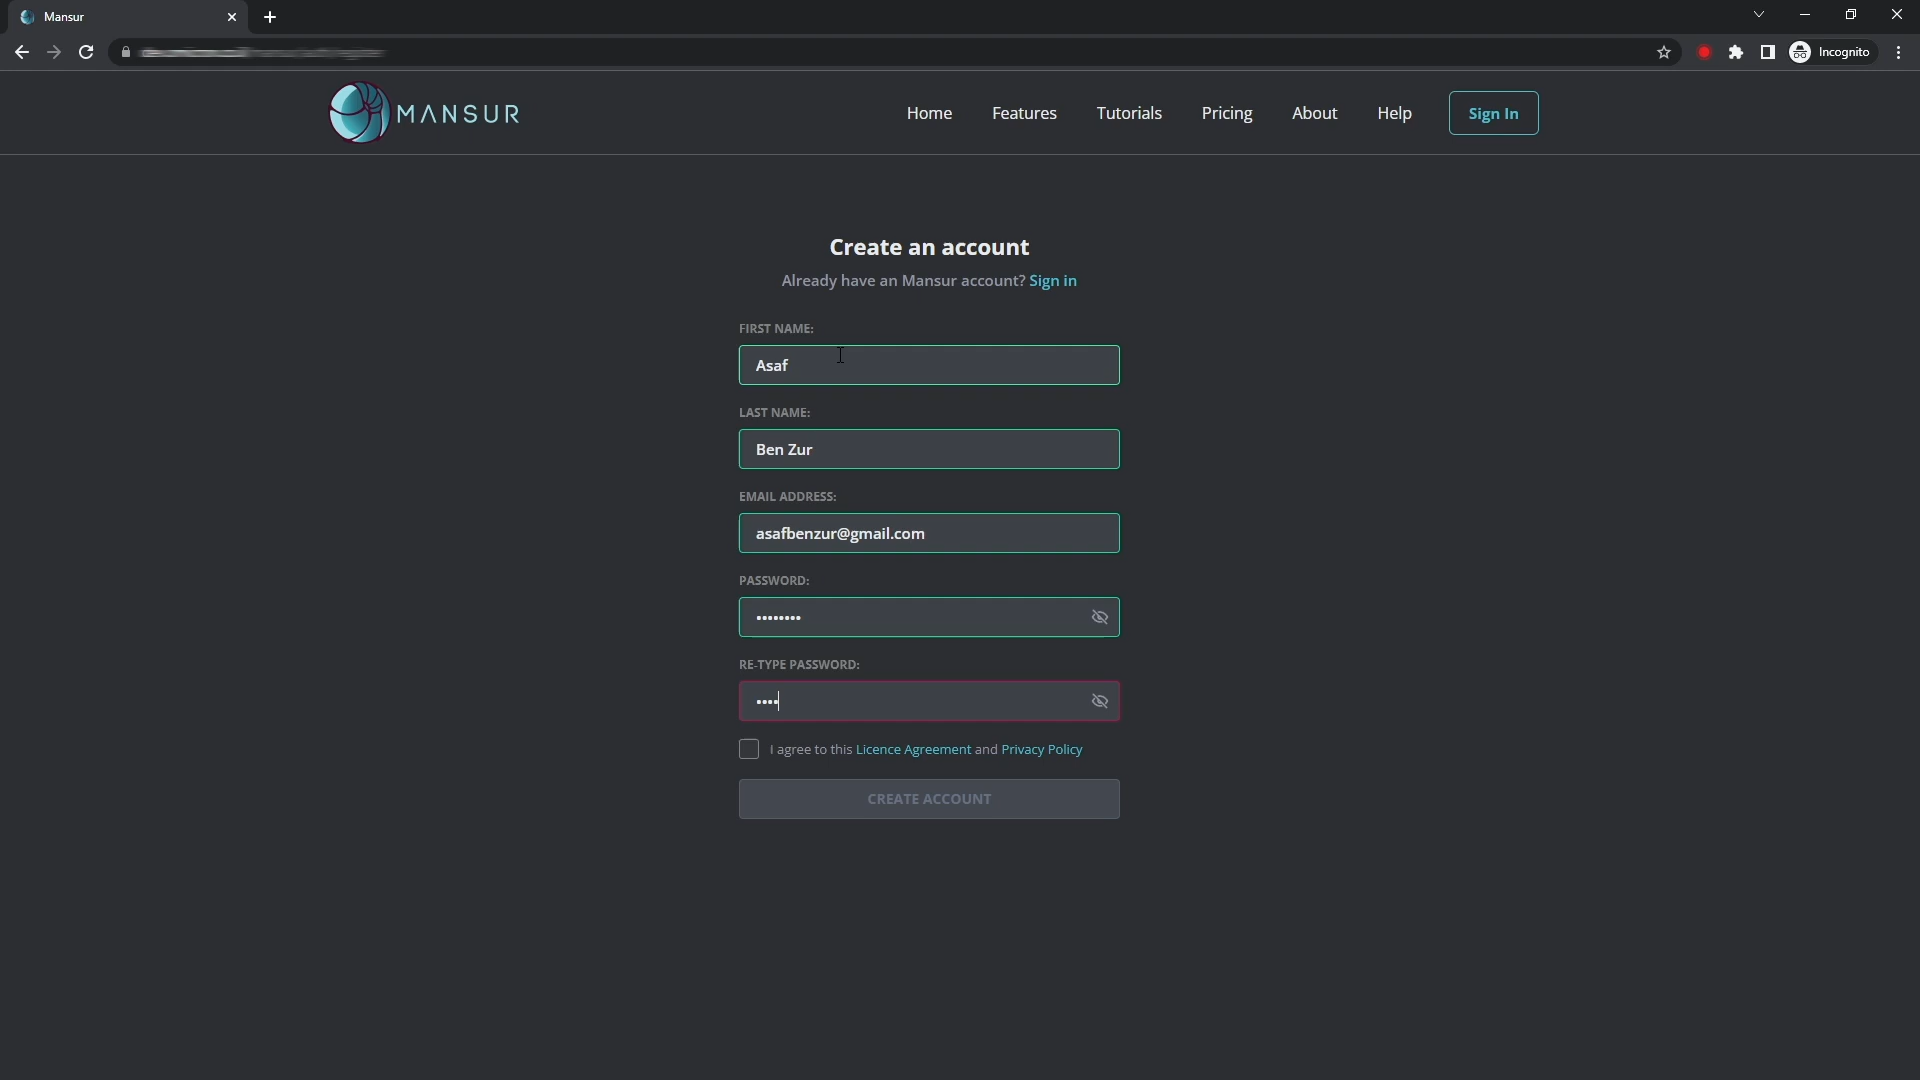 Mansur
Incognito
MANSUR
Home Features Tutorials Pricing About Help Sign In
Create an account
Already have an Mansur account? Sign in
FIRST NAME:
Asaf
LAST NAME:
Ben Zur
EMAIL ADDRESS:
asafbenzur@gmail.com
PASSWORD:
••••••••
RE-TYPE PASSWORD:
••••
I agree to this Licence Agreement and Privacy Policy
CREATE ACCOUNT